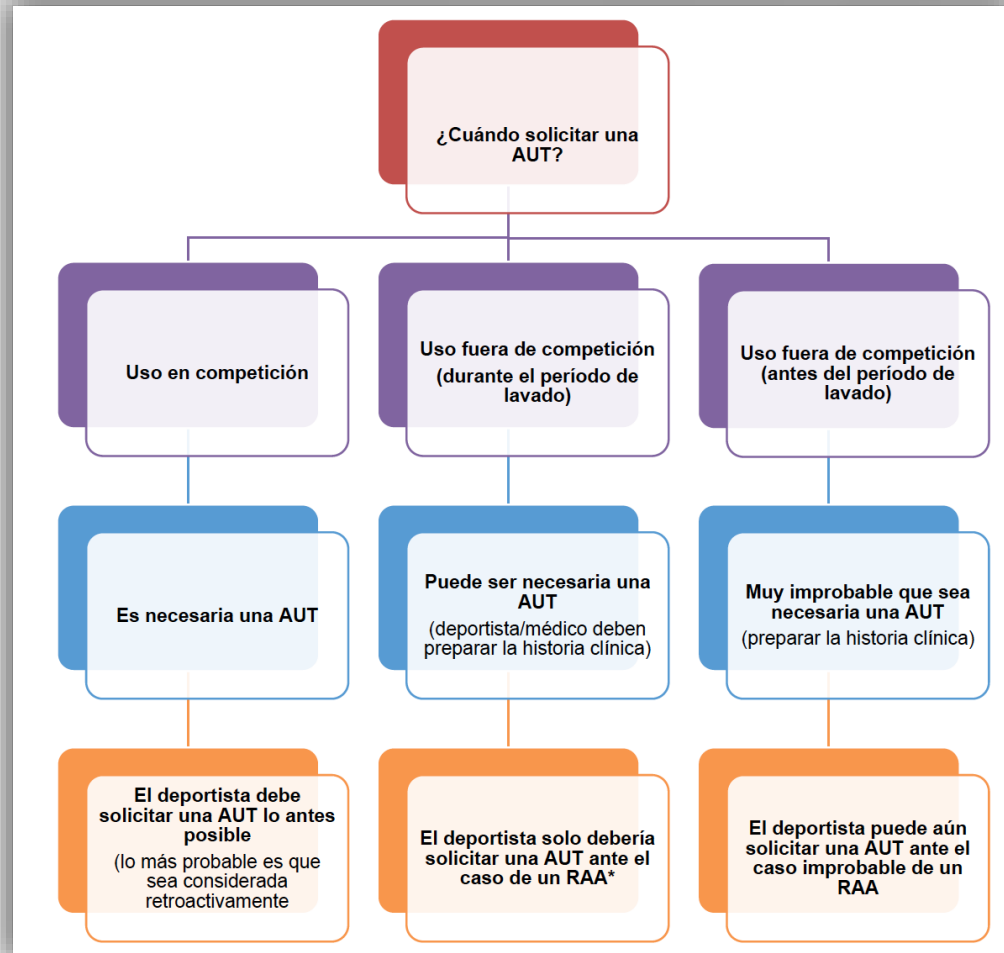 ¿Cuándo solicitar una
AUT?
Uso en competición
Uso fuera de competición
(durante el período de
lavado)
Uso fuera de competición
(antes del período de
lavado)
Es necesaria una AUT
Puede ser necesaria una
AUT
(deportista/médico deben
preparar la historia clínica)
Muy improbable que sea
necesaria una AUT
(preparar la historia clínica)
El deportista debe
solicitar una AUT lo antes
posible
(lo más probable es que
sea considerada
retroactivamente
El deportista solo debería
solicitar una AUT ante el
caso de un RAA*
El deportista puede aún
solicitar una AUT ante el
caso improbable de un
RAA